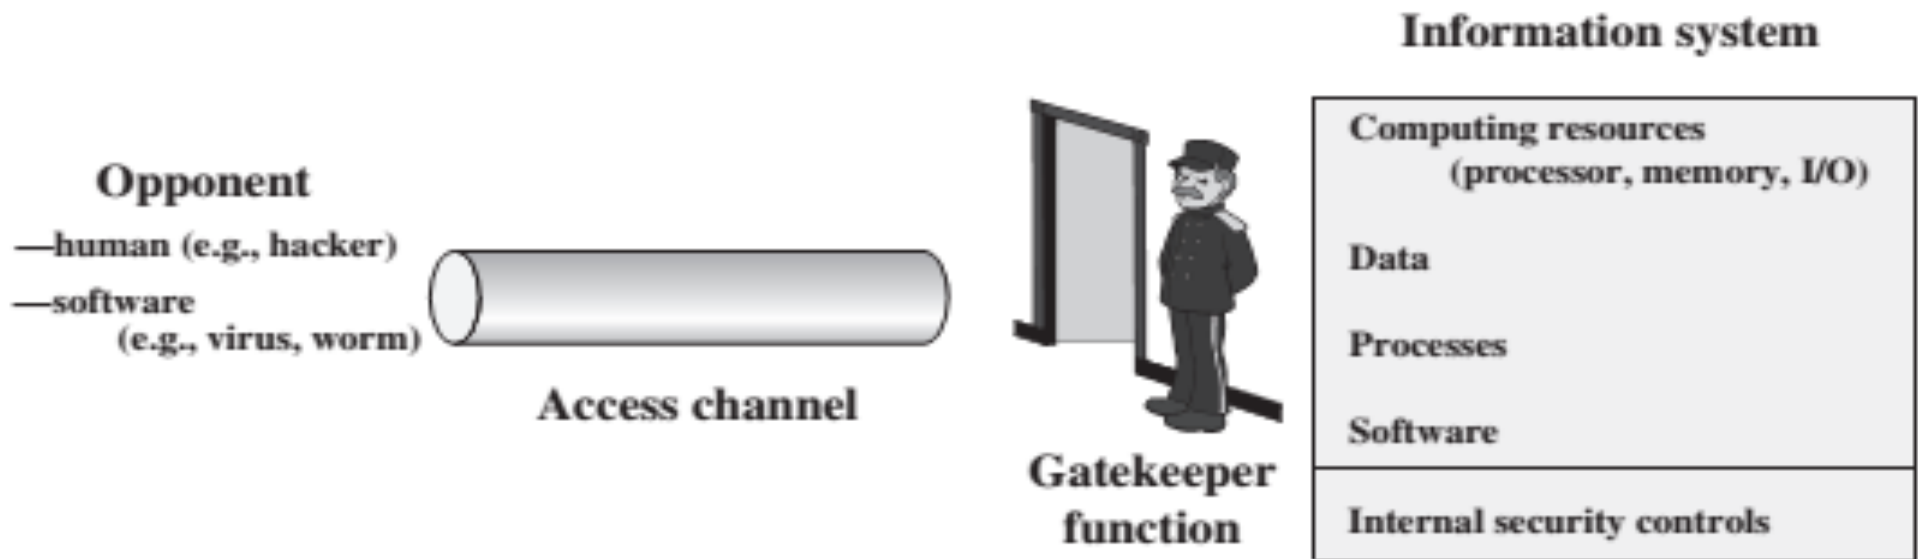 Opponent
—human (e.g., hacker)
—software
(e.g., virus, worm)
Access channel
Gatekeeper
function
Information system
Computing resources
(processor, memory, I/O)
Data
Processes
Software
Internal security controls